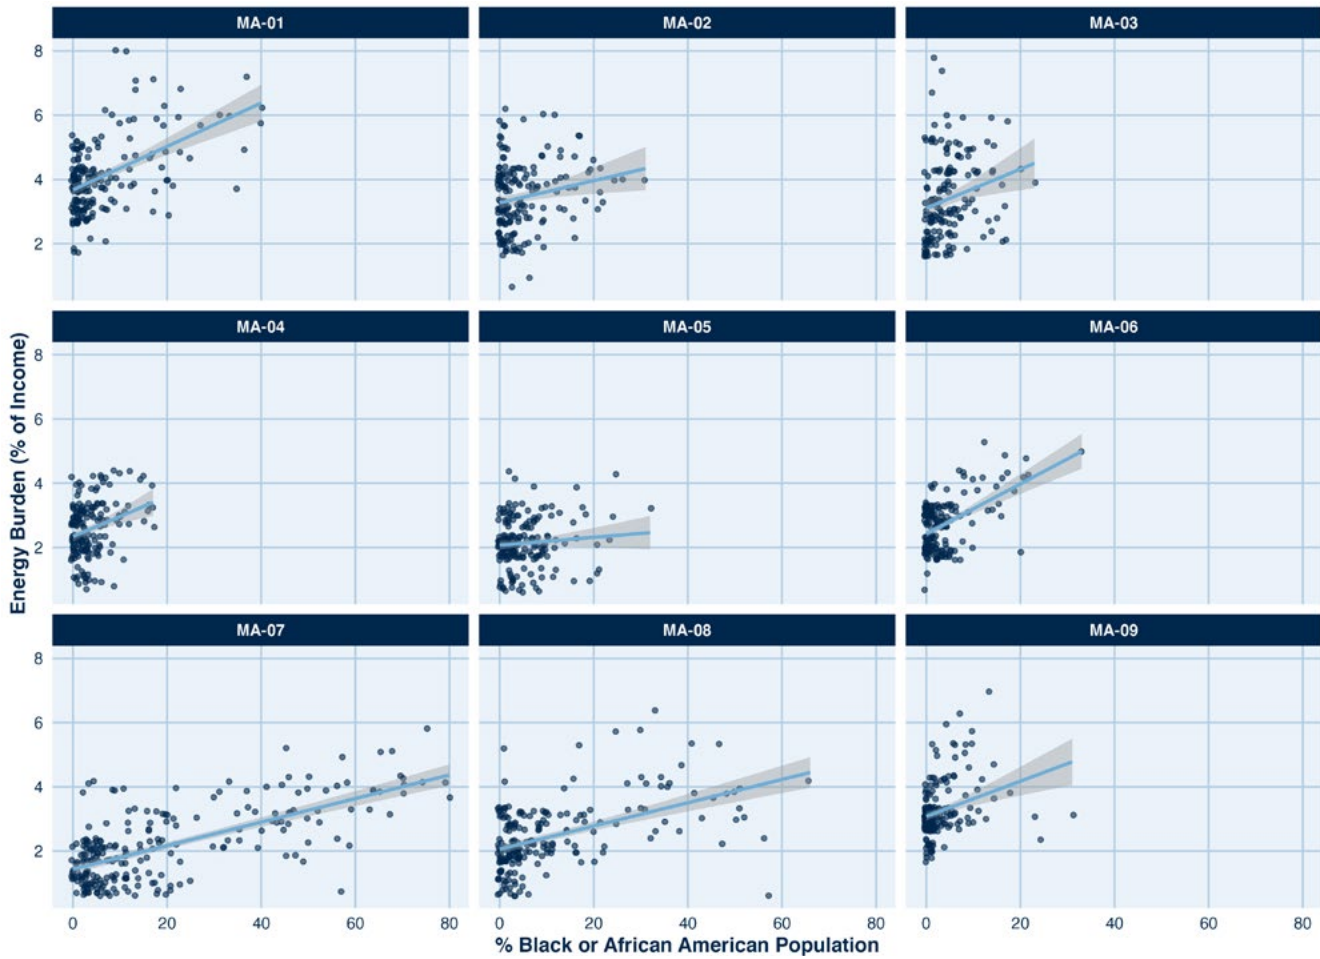 MA-01 MA-02 MA-03
8
6
4
2
MA-04 MA-05 MA-06
8
6
4
2
Energy Burden (% of Income)
MA-07 MA-08 MA-09
8
6
4
2
0 20 40 60 80 0 20 40 60 80 0 20 40 60 80
% Black or African American Population